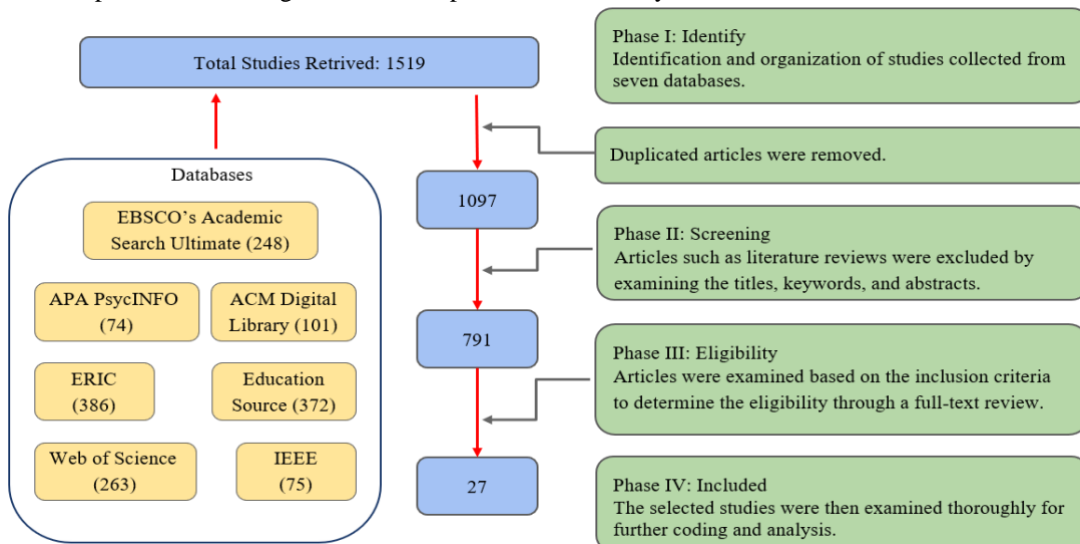 Total Studies Retrived: 1519
Phase I: Identify
Identification and organization of studies collected from
seven databases.
Duplicated articles were removed.
Databases
EBSCO's Academic
Search Ultimate (248)
APA PsycINFO
(74)
ACM Digital
Library (101)
ERIC
(386)
Education
Source (372)
Web of Science
(263)
IEEE
(75)
1097
Phase II: Screening
Articles such as literature reviews were excluded by
examining the titles, keywords, and abstracts.
791
Phase III: Eligibility
Articles were examined based on the inclusion criteria
to determine the eligibility through a full-text review.
27
Phase IV: Included
The selected studies were then examined thoroughly for
further coding and analysis.